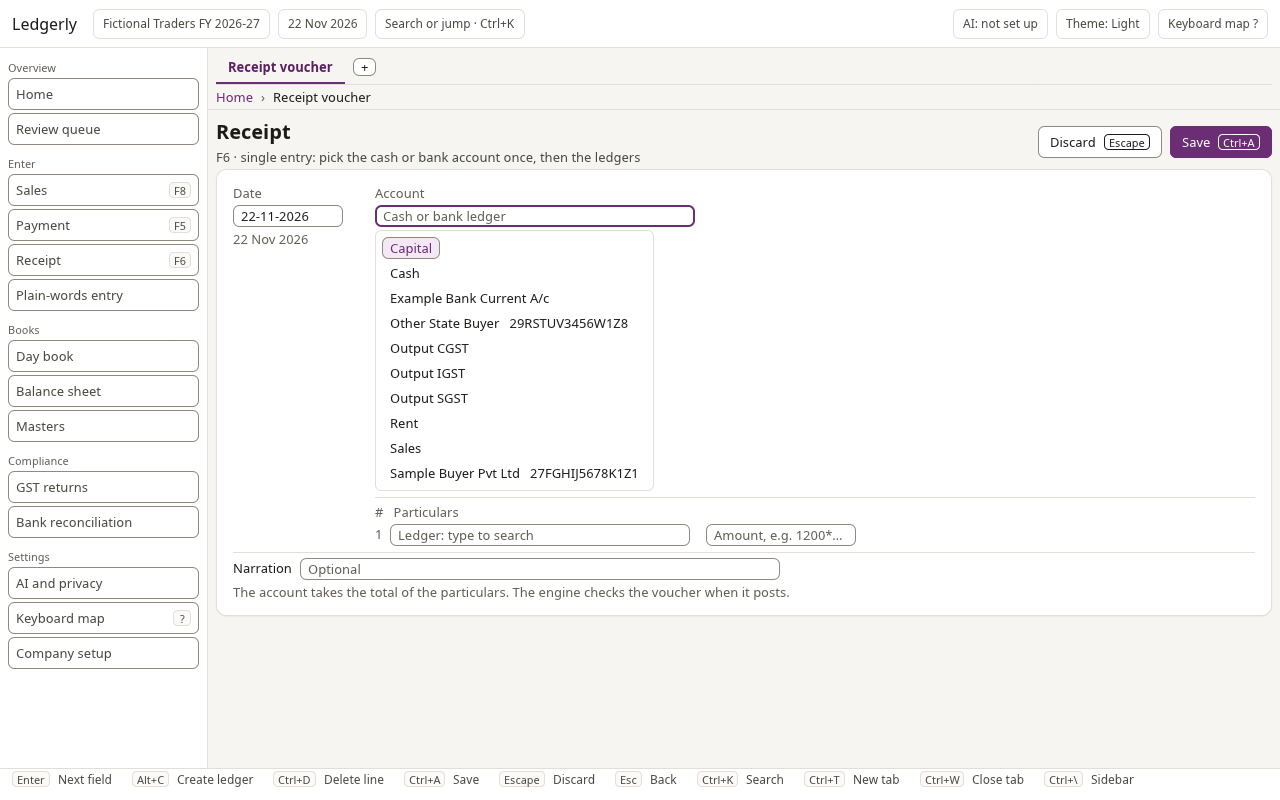 Ledgerly
Fictional Traders FY 2026-27
22 Nov 2026
Search or jump · Ctrl+K
AI: not set up
Theme: Light
Keyboard map ?
Overview
Home
Review queue
Enter
Sales F8
Payment F5
Receipt F6
Plain-words entry
Books
Day book
Balance sheet
Masters
Compliance
GST returns
Bank reconciliation
Settings
AI and privacy
Keyboard map ?
Company setup
Receipt voucher +
Home › Receipt voucher
Receipt
F6 · single entry: pick the cash or bank account once, then the ledgers
Discard Escape
Save Ctrl+A
Date
22-11-2026
22 Nov 2026
Account
Cash or bank ledger
Capital
Cash
Example Bank Current A/c
Other State Buyer 29RSTUV3456W1Z8
Output CGST
Output IGST
Output SGST
Rent
Sales
Sample Buyer Pvt Ltd 27FGHIJ5678K1Z1
# Particulars
1 Ledger: type to search Amount, e.g. 1200*...
Narration Optional
The account takes the total of the particulars. The engine checks the voucher when it posts.
Enter Next field Alt+C Create ledger Ctrl+D Delete line Ctrl+A Save Escape Discard Esc Back Ctrl+K Search Ctrl+T New tab Ctrl+W Close tab Ctrl+\ Sidebar